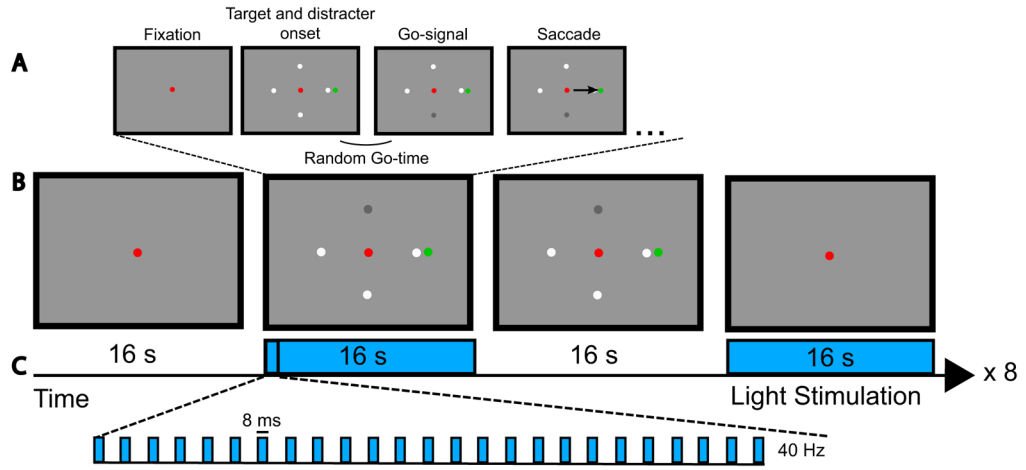 Target and distracter
onset
Fixation
Go-signal
Saccade
A
...
Random Go-time
B
16 s
16 s
16 s
16 s
C
x 8
Time
Light Stimulation
8 ms
40 Hz